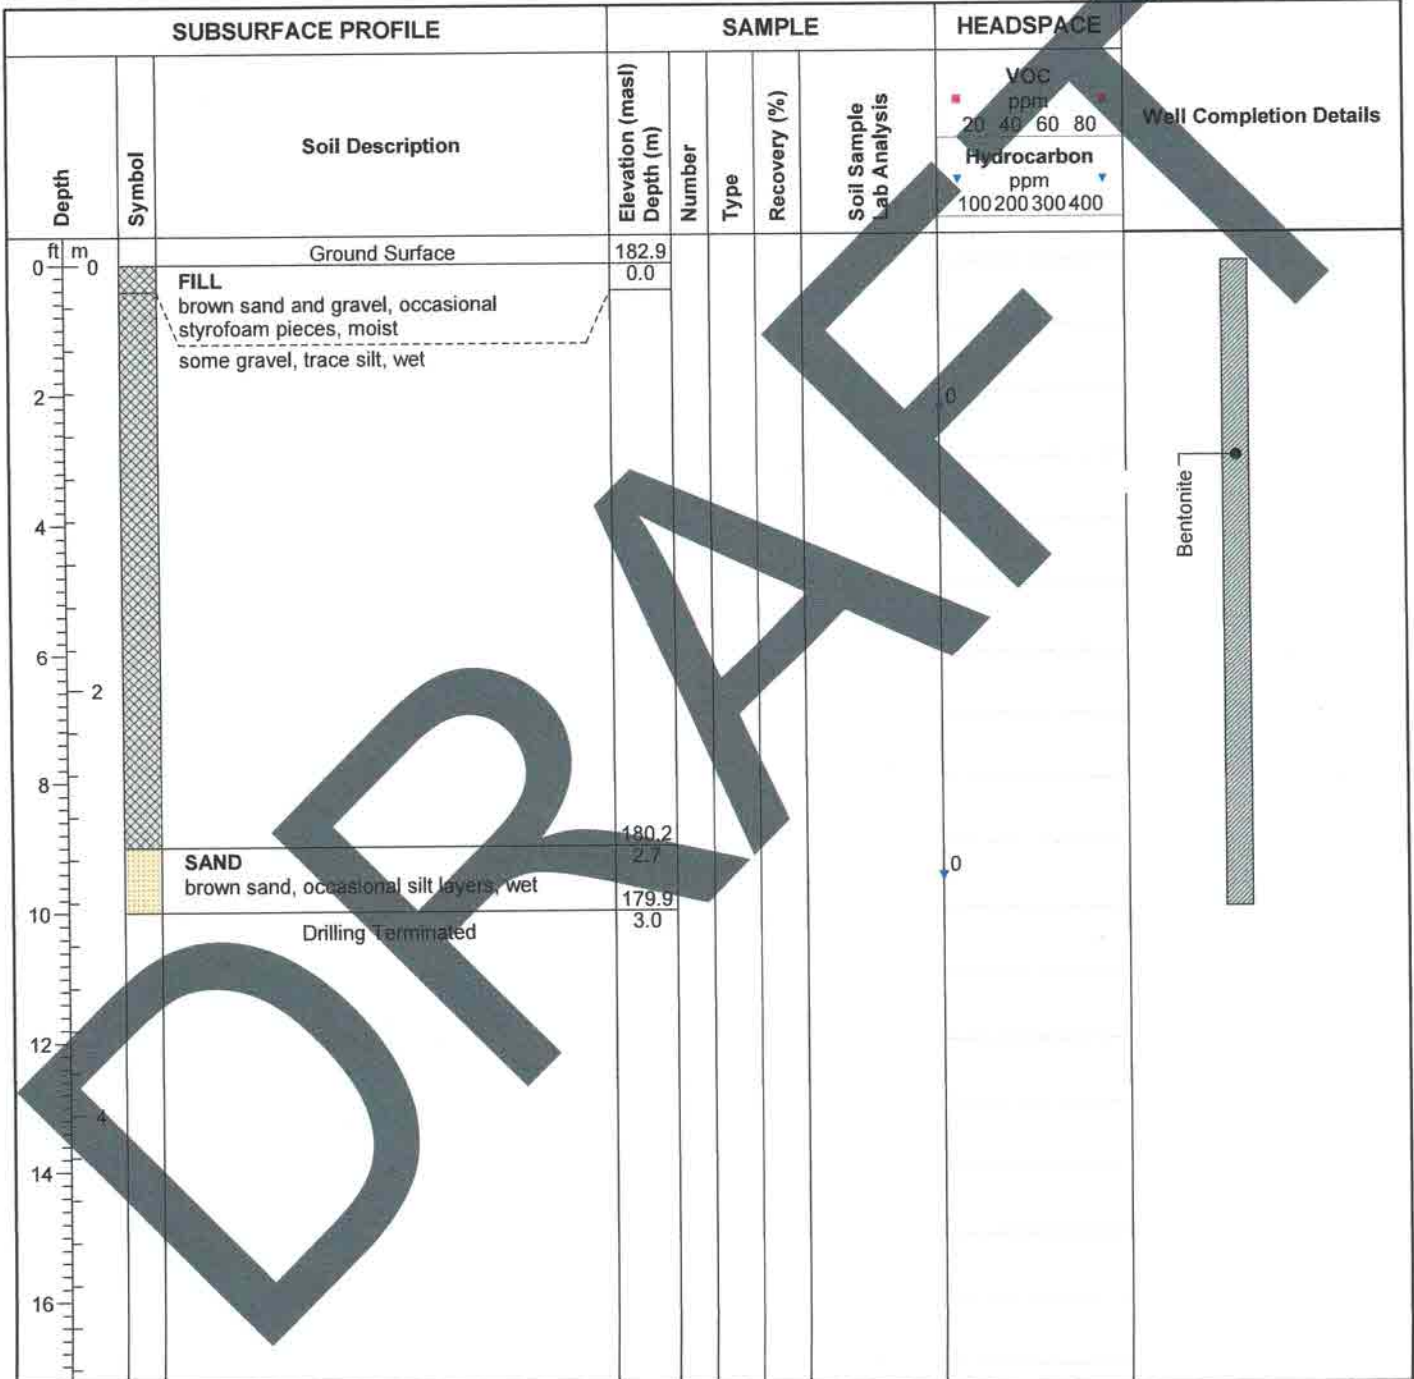 SUBSURFACE PROFILE
SAMPLE
HEADSPACE
Depth
Symbol
Soil Description
Elevation (masl)
Depth (m)
Number
Type
Recovery (%)
Soil Sample
Lab Analysis
VOC
ppm
20 40 60 80
Hydrocarbon
ppm
100 200 300 400
Well Completion Details
ft m
Ground Surface
182.9
0 0
0.0
FILL
brown sand and gravel, occasional
styrofoam pieces, moist
some gravel, trace silt, wet
2
0
4
Bentonite
6
2
8
180.2
2.7
SAND
brown sand, occasional silt layers, wet
0
179.9
10
3.0
Drilling Terminated
12
4
14
16
DRAFT